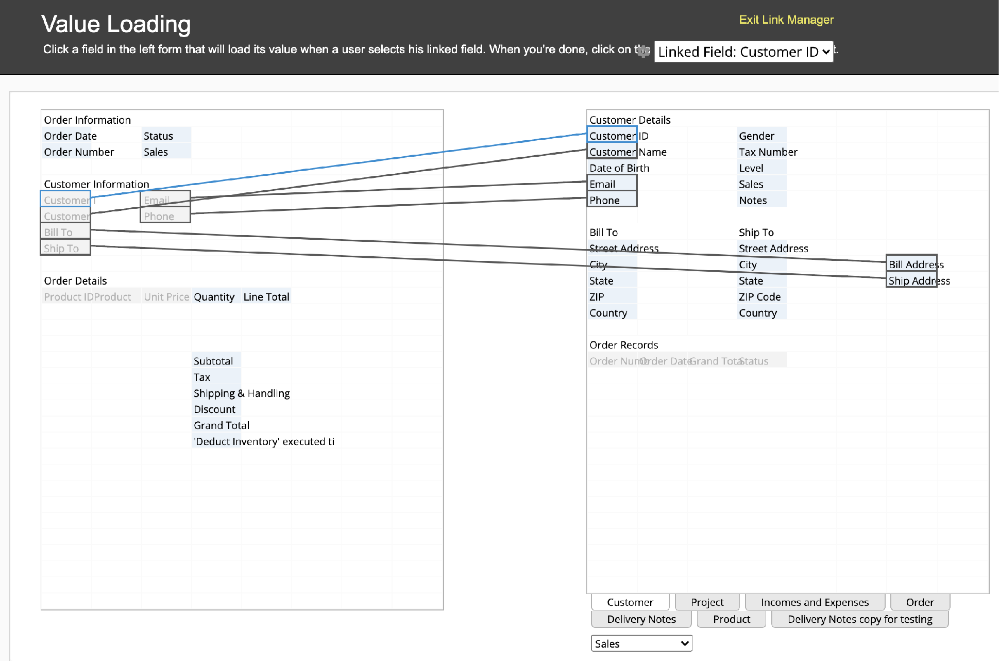 Value Loading
Exit Link Manager
Click a field in the left form that will load its value when a user selects his linked field. When you're done, click on the
Linked Field: Customer ID
t.
Order Information
Order Date
Status
Order Number
Sales
Customer Information
Customer I
Email
Customer
Phone
Bill To
Ship To
Order Details
Product ID Product Unit Price Quantity Line Total
Subtotal
Tax
Shipping & Handling
Discount
Grand Total
'Deduct Inventory' executed ti
Customer Details
Customer ID
Gender
Customer Name
Tax Number
Date of Birth
Level
Email
Sales
Phone
Notes
Bill To
Ship To
Street Address
Street Address
City
City
Bill Address
State
State
Ship Address
ZIP
ZIP Code
Country
Country
Order Records
Order Numb Order Date Grand Tota Status
Customer Project Incomes and Expenses Order
Delivery Notes Product Delivery Notes copy for testing
Sales